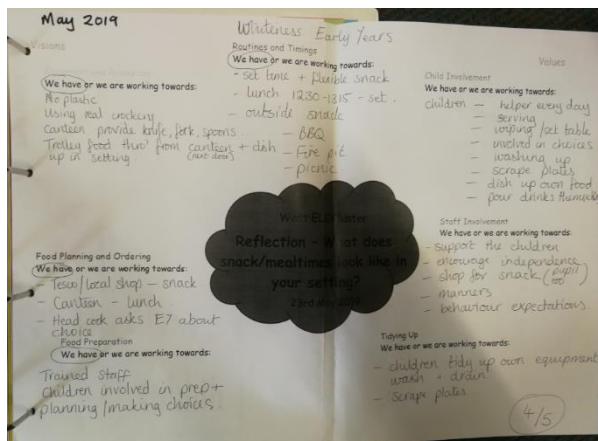 May 2019
Whiteness Early Years
Visions
We have or we are working towards:
No plastic
Using real crockery
Canteen provide knife, fork, spoons.
Trolley food thro' from canteen + dish
up in setting. (next door)
Routines and Timings
We have or we are working towards:
- set time + flexible snack
- lunch 1230-1315 - set.
- outside snack
- BBQ
- Fire pit
- picnic
Values
Child Involvement
We have or we are working towards:
children - helper every day
- serving
- wiping/set table
- involved in choices
- washing up
- scrape plates
- dish up own food
- pour drinks themselves
West ELC Cluster
Reflection - What does
snack/mealtimes look like in
your setting?
23rd May 2019
Food Planning and Ordering
We have or we are working towards:
- Tesco/local shop - snack
- Canteen - lunch
- Head cook asks E7 about
choice
Food Preparation
We have or we are working towards:
Trained Staff
Children involved in prep +
planning/making choices.
Staff Involvement
We have or we are working towards:
- support the children
- encourage independence
- shop for snack (pupil too)
- manners
- behaviour expectations.
Tidying Up
We have or we are working towards:
- children tidy up own equipment
wash + drain
- scrape plates
4/5